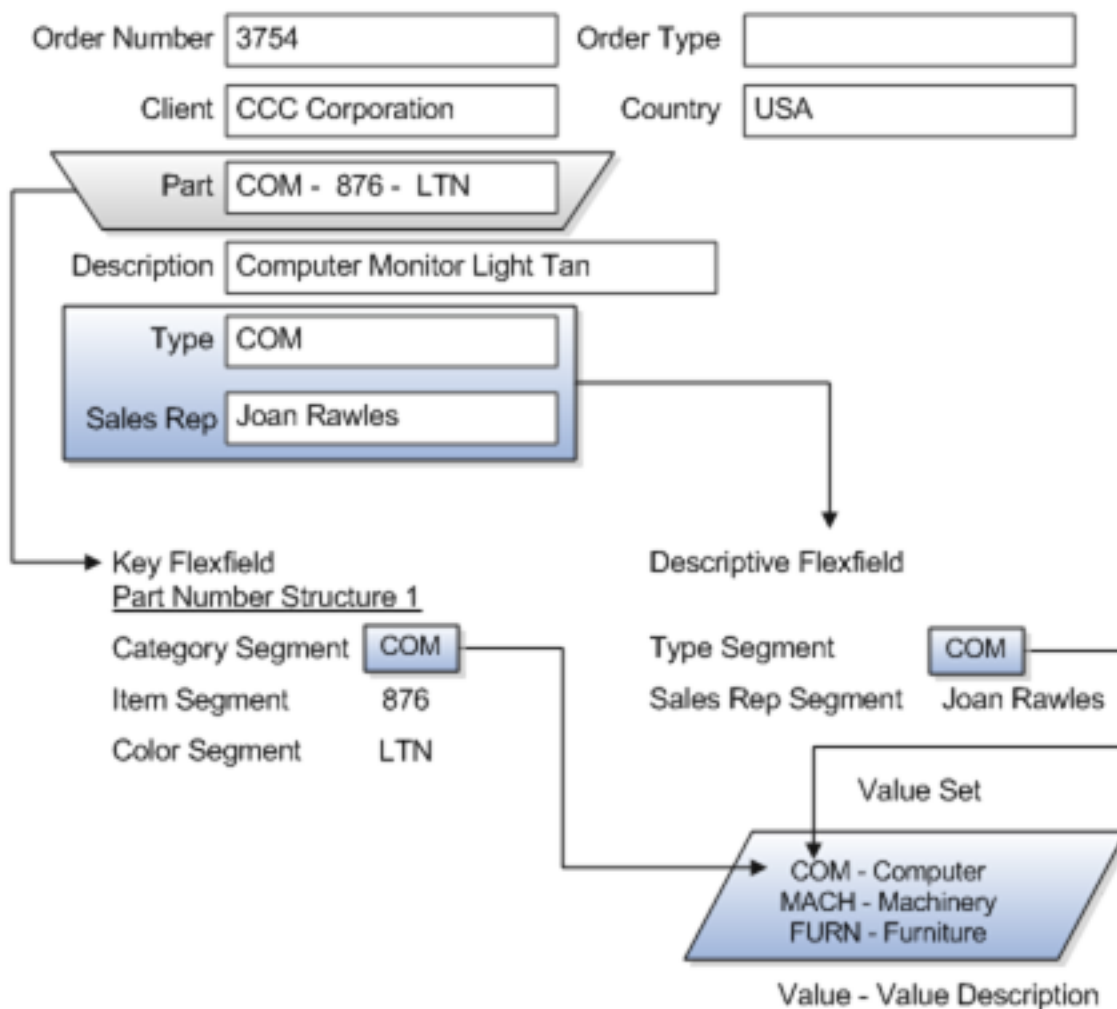 Order Number 3754 Order Type
Client CCC Corporation Country USA
Part COM - 876 - LTN
Description Computer Monitor Light Tan
Type COM
Sales Rep Joan Rawles
Key Flexfield Descriptive Flexfield
Part Number Structure 1
Category Segment COM Type Segment COM
Item Segment 876 Sales Rep Segment Joan Rawles
Color Segment LTN
Value Set
COM - Computer
MACH - Machinery
FURN - Furniture
Value - Value Description